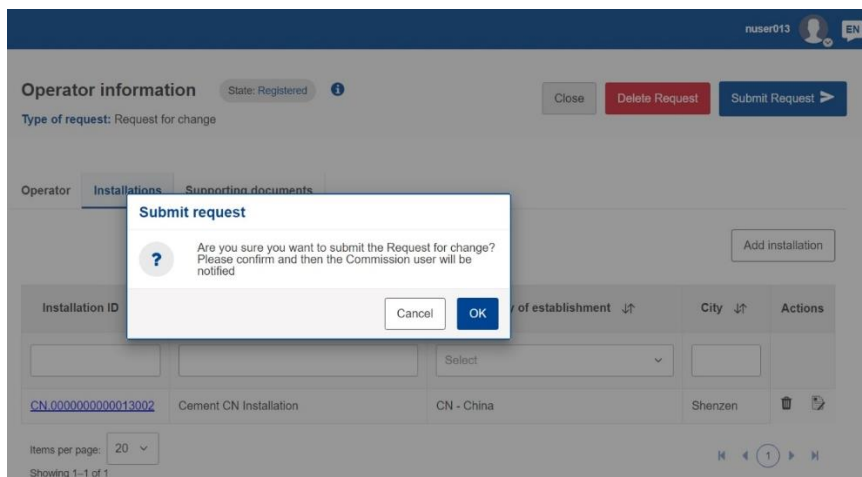 nuser013
EN
Operator information
State: Registered
Close
Delete Request
Submit Request
Type of request: Request for change
Operator
Installations
Supporting documents
Submit request
?
Are you sure you want to submit the Request for change?
Please confirm and then the Commission user will be
notified
Cancel
OK
Add installation
Installation ID
of establishment
City
Actions
Select
CN.0000000000013002
Cement CN Installation
CN - China
Shenzen
Items per page: 20
1
Showing 1–1 of 1